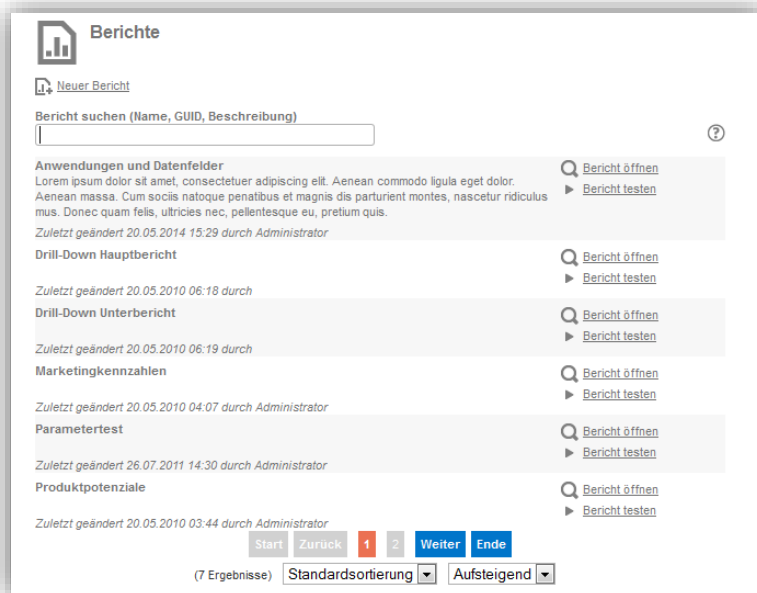 Berichte
Neuer Bericht
Bericht suchen (Name, GUID, Beschreibung)
Anwendungen und Datenfelder
Bericht öffnen
Lorem ipsum dolor sit amet, consectetuer adipiscing elit. Aenean commodo ligula eget dolor.
Bericht testen
Aenean massa. Cum sociis natoque penatibus et magnis dis parturient montes, nascetur ridiculus
mus. Donec quam felis, ultricies nec, pellentesque eu, pretium quis.
Zuletzt geändert 20.05.2014 15:29 durch Administrator
Drill-Down Hauptbericht
Bericht öffnen
Bericht testen
Zuletzt geändert 20.05.2010 06:18 durch
Drill-Down Unterbericht
Bericht öffnen
Bericht testen
Zuletzt geändert 20.05.2010 06:19 durch
Marketingkennzahlen
Bericht öffnen
Bericht testen
Zuletzt geändert 20.05.2010 04:07 durch Administrator
Parametertest
Bericht öffnen
Bericht testen
Zuletzt geändert 26.07.2011 14:30 durch Administrator
Produktpotenziale
Bericht öffnen
Bericht testen
Zuletzt geändert 20.05.2010 03:44 durch Administrator
Start Zurück 1 2 Weiter Ende
(7 Ergebnisse) Standardsortierung Aufsteigend